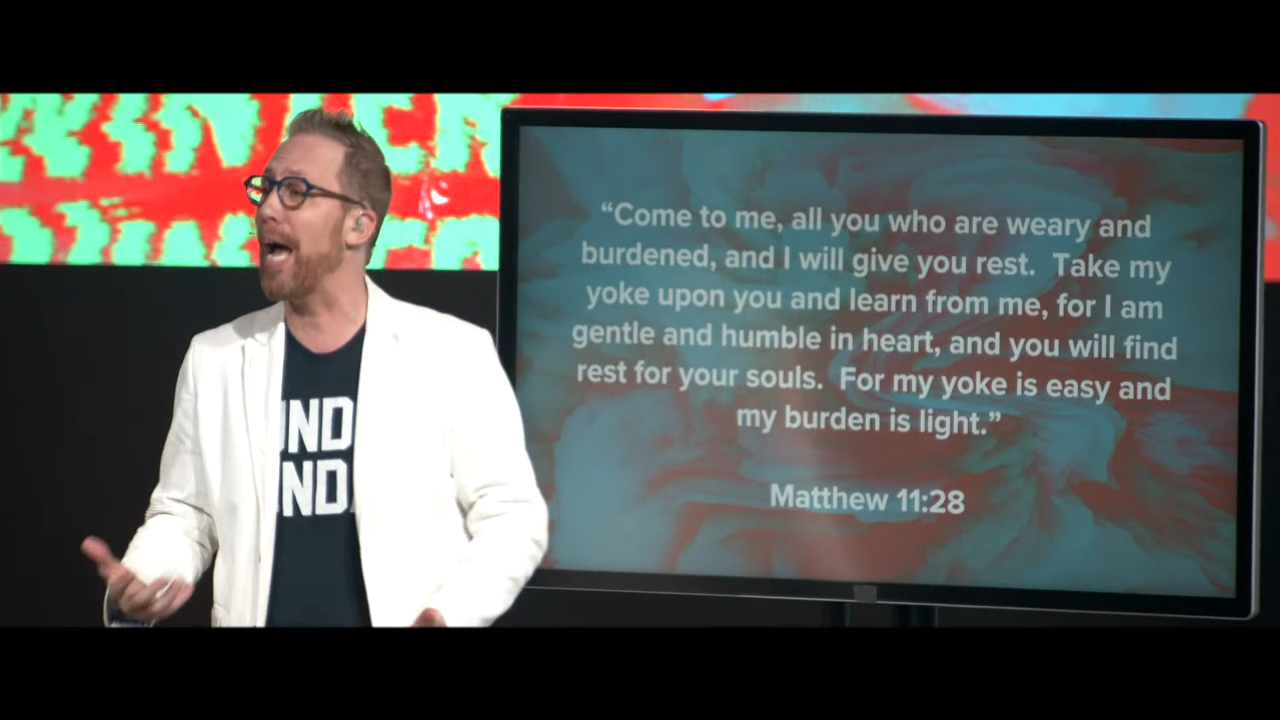 WINTER
“Come to me, all you who are weary and
burdened, and I will give you rest.  Take my
yoke upon you and learn from me, for I am
gentle and humble in heart, and you will find
rest for your souls.  For my yoke is easy and
my burden is light.”
Matthew 11:28